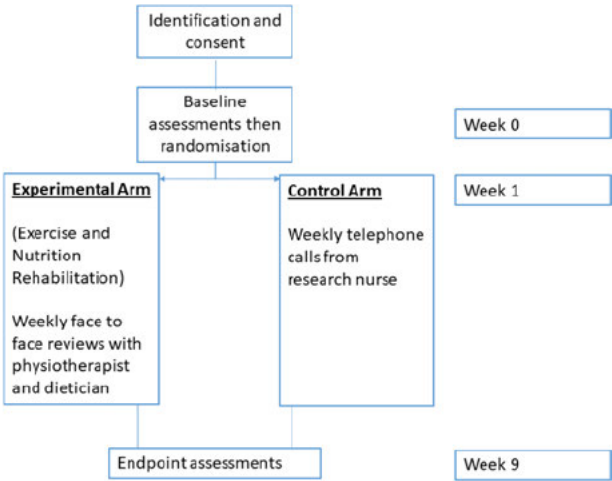 Identification and
consent
Baseline
assessments then
randomisation
Week 0
Experimental Arm
(Exercise and
Nutrition
Rehabilitation)
Weekly face to
face reviews with
physiotherapist
and dietician
Control Arm
Weekly telephone
calls from
research nurse
Week 1
Endpoint assessments
Week 9